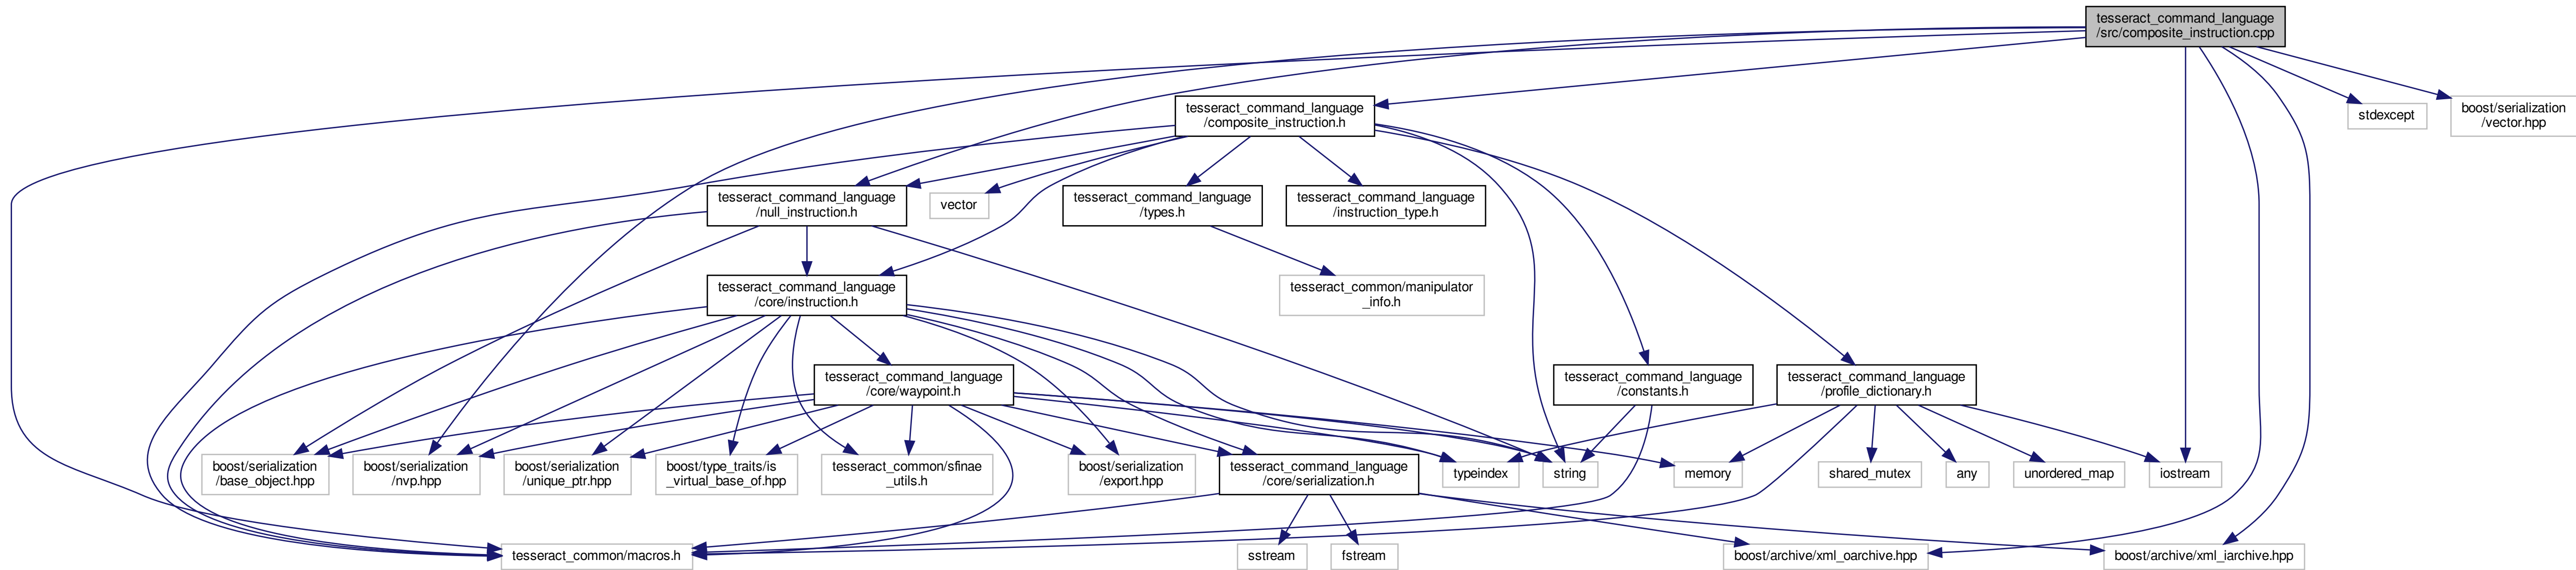 tesseract_command_language
/src/composite_instruction.cpp
tesseract_command_language
/composite_instruction.h
stdexcept
boost/serialization
/vector.hpp
tesseract_command_language
/null_instruction.h
vector
tesseract_command_language
/types.h
tesseract_command_language
/instruction_type.h
tesseract_command_language
/core/instruction.h
tesseract_common/manipulator
_info.h
tesseract_command_language
/core/waypoint.h
tesseract_command_language
/constants.h
tesseract_command_language
/profile_dictionary.h
boost/serialization
/base_object.hpp
boost/serialization
/nvp.hpp
boost/serialization
/unique_ptr.hpp
boost/type_traits/is
_virtual_base_of.hpp
tesseract_common/sfinae
_utils.h
boost/serialization
/export.hpp
tesseract_command_language
/core/serialization.h
typeindex
string
memory
shared_mutex
any
unordered_map
iostream
tesseract_common/macros.h
sstream
fstream
boost/archive/xml_oarchive.hpp
boost/archive/xml_iarchive.hpp